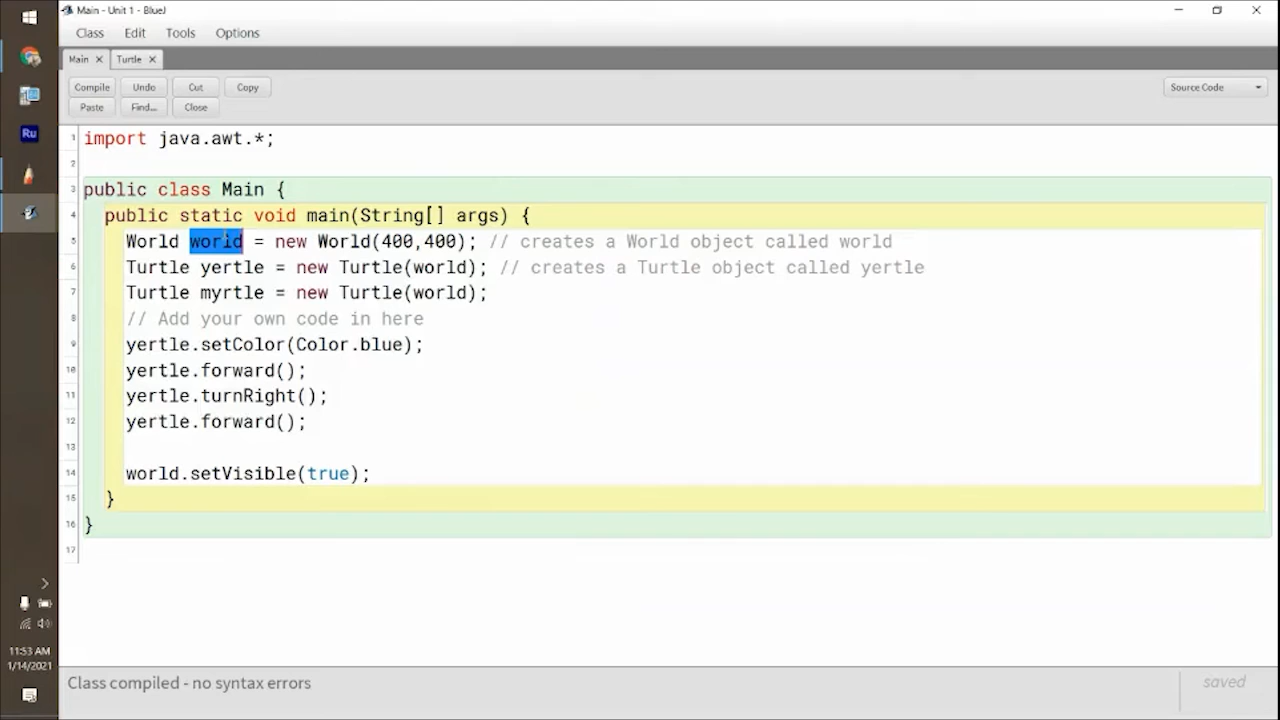 Main - Unit 1 - BlueJ
Class Edit Tools Options
Main × Turtle ×
Compile Undo Cut Copy Source Code
Paste Find... Close
Ru
1 import java.awt.*;
2
3 public class Main {
4 public static void main(String[] args) {
5 World world = new World(400,400); // creates a World object called world
6 Turtle yertle = new Turtle(world); // creates a Turtle object called yertle
7 Turtle myrtle = new Turtle(world);
8 // Add your own code in here
9 yertle.setColor(Color.blue);
10 yertle.forward();
11 yertle.turnRight();
12 yertle.forward();
13
14 world.setVisible(true);
15 }
16 }
17
11:53 AM
1/14/2021
Class compiled - no syntax errors
saved